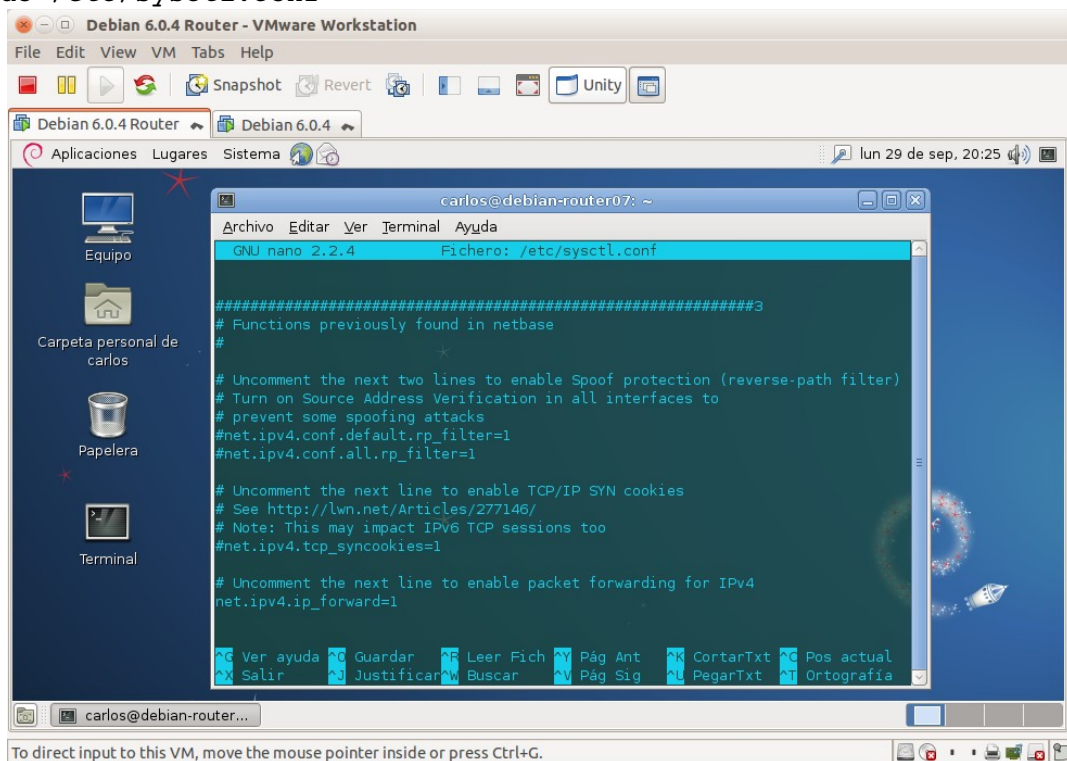 Debian 6.0.4 Router - VMware Workstation
File Edit View VM Tabs Help
Snapshot Revert Unity
Debian 6.0.4 Router Debian 6.0.4
Aplicaciones Lugares Sistema lun 29 de sep, 20:25
carlos@debian-router07: ~
Archivo Editar Ver Terminal Ayuda
GNU nano 2.2.4 Fichero: /etc/sysctl.conf
##############################################################3
# Functions previously found in netbase
#
# Uncomment the next two lines to enable Spoof protection (reverse-path filter)
# Turn on Source Address Verification in all interfaces to
# prevent some spoofing attacks
#net.ipv4.conf.default.rp_filter=1
#net.ipv4.conf.all.rp_filter=1
# Uncomment the next line to enable TCP/IP SYN cookies
# See http://lwn.net/Articles/277146/
# Note: This may impact IPv6 TCP sessions too
#net.ipv4.tcp_syncookies=1
# Uncomment the next line to enable packet forwarding for IPv4
net.ipv4.ip_forward=1
^G Ver ayuda ^O Guardar ^R Leer Fich ^Y Pág Ant ^K CortarTxt ^C Pos actual
^X Salir ^J Justificar ^W Buscar ^V Pág Sig ^U PegarTxt ^T Ortografía
Equipo
Carpeta personal de
carlos
Papelera
Terminal
carlos@debian-router...
To direct input to this VM, move the mouse pointer inside or press Ctrl+G.